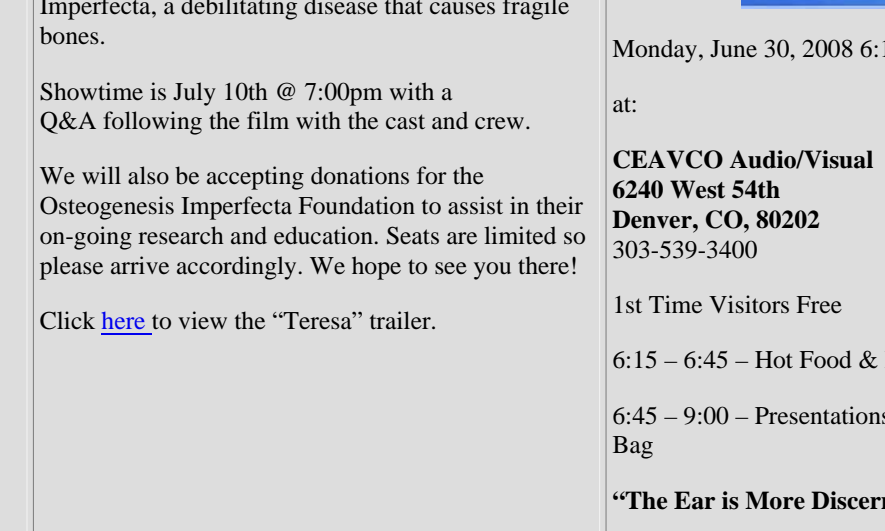 Imperfecta, a debilitating disease that causes fragile
bones.
Showtime is July 10th @ 7:00pm with a
Q&A following the film with the cast and crew.
We will also be accepting donations for the
Osteogenesis Imperfecta Foundation to assist in their
on-going research and education. Seats are limited so
please arrive accordingly. We hope to see you there!
Click here to view the “Teresa” trailer.
Monday, June 30, 2008 6:1
at:
CEAVCO Audio/Visual
6240 West 54th
Denver, CO, 80202
303-539-3400
1st Time Visitors Free
6:15 – 6:45 – Hot Food &
6:45 – 9:00 – Presentations
Bag
“The Ear is More Discern